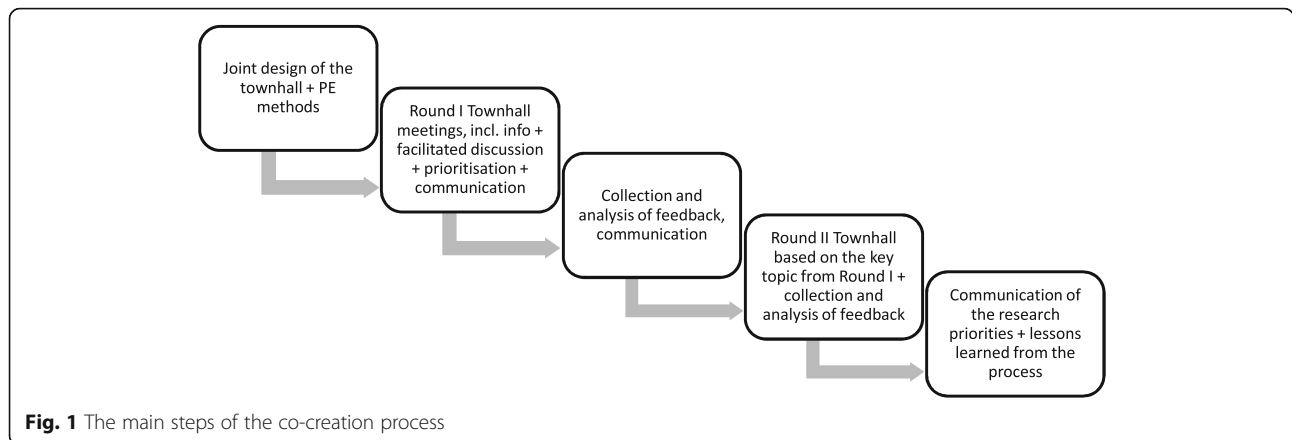 Joint design of the
townhall + PE
methods
Round I Townhall
meetings, incl. info +
facilitated discussion
+ prioritisation +
communication
Collection and
analysis of feedback,
communication
Round II Townhall
based on the key
topic from Round I +
collection and
analysis of feedback
Communication of
the research
priorities + lessons
learned from the
process
Fig. 1 The main steps of the co-creation process